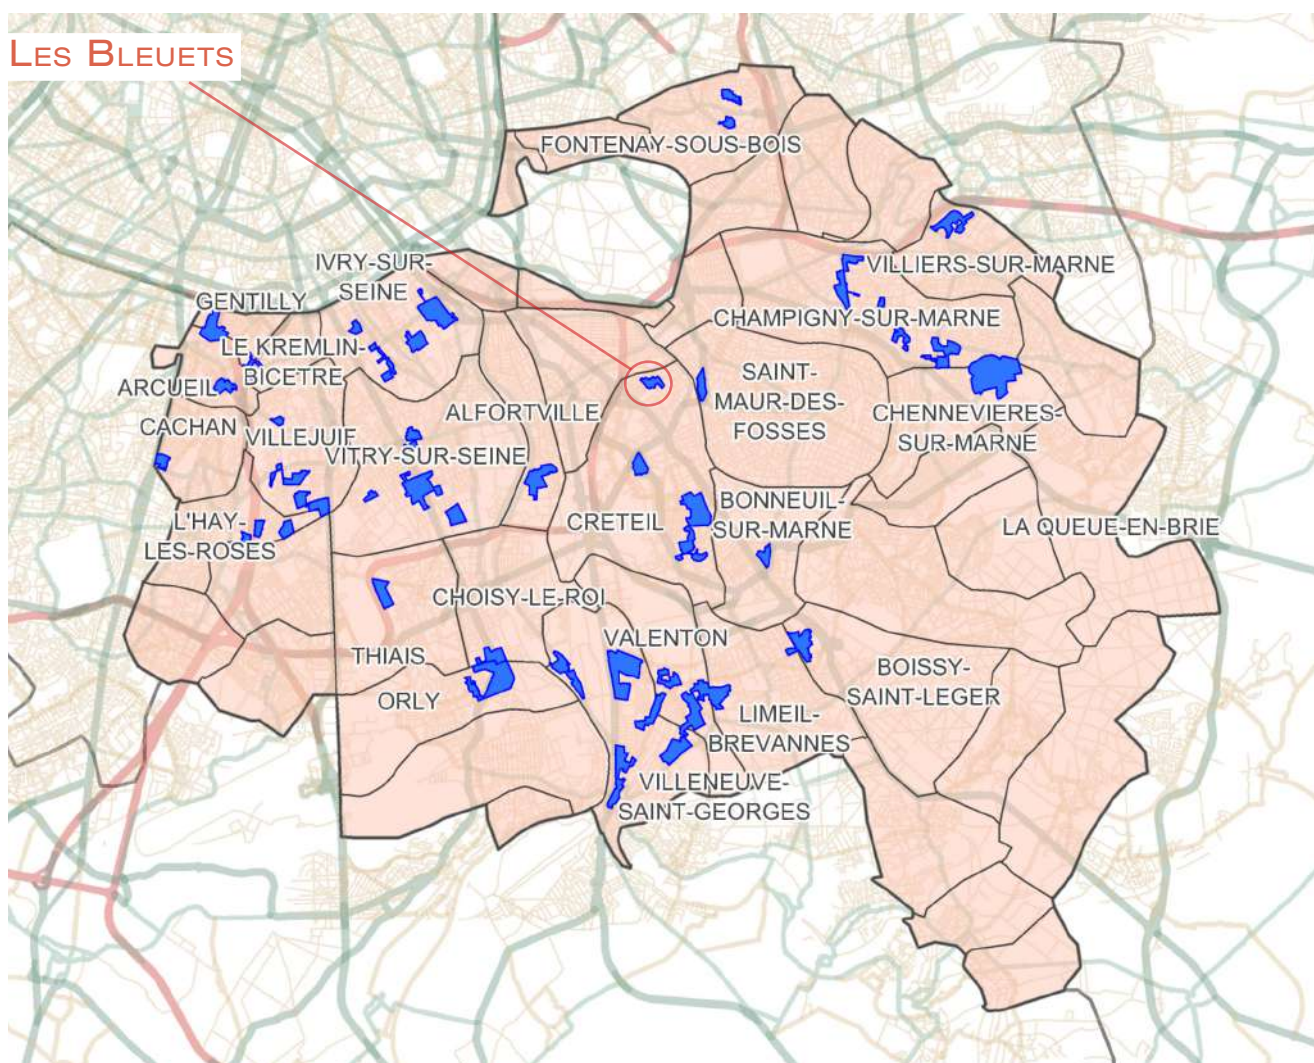 LES BLEUETS
FONTENAY-SOUS-BOIS
IVRY-SUR-
SEINE
VILLIERS-SUR-MARNE
GENTILLY
CHAMPIGNY-SUR-MARNE
LE KREMLIN-
BICETRE
ARCUEIL
SAINT-
MAUR-DES-
FOSSES
ALFORTVILLE
CHENNEVIERES-
SUR-MARNE
CACHAN
VILLEJUIF
VITRY-SUR-SEINE
BONNEUIL-
SUR-MARNE
L'HAY-
LES-ROSES
CRETEIL
LA QUEUE-EN-BRIE
CHOISY-LE-ROI
VALENTON
THIAIS
BOISSY-
SAINT-LEGER
ORLY
LIMEIL-
BREVANNES
VILLENEUVE-
SAINT-GEORGES